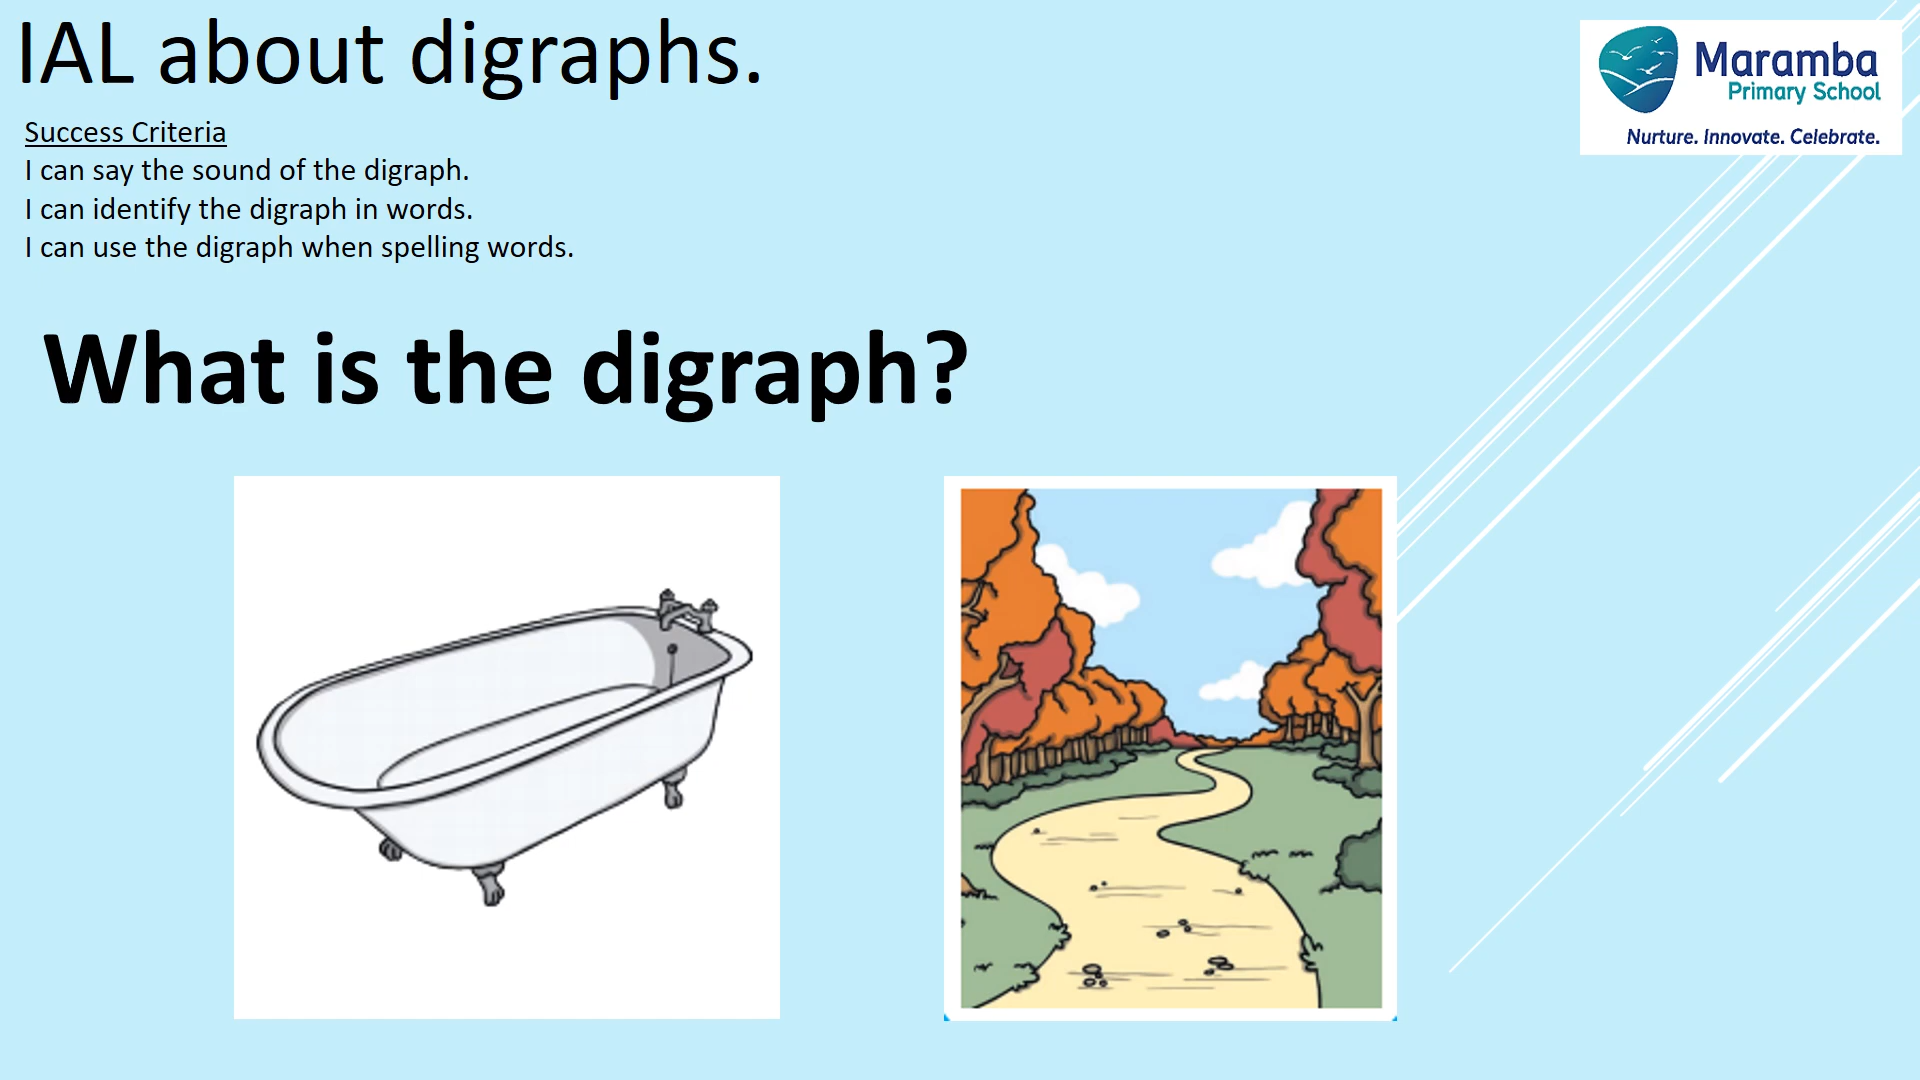 IAL about digraphs.
Maramba
Primary School
Nurture. Innovate. Celebrate.
Success Criteria
I can say the sound of the digraph.
I can identify the digraph in words.
I can use the digraph when spelling words.
What is the digraph?